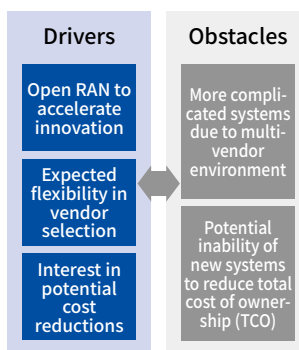 Drivers
Open RAN to
accelerate
innovation
Expected
flexibility in
vendor
selection
Interest in
potential
cost
reductions
Obstacles
More compli-
cated systems
due to multi-
vendor
environment
Potential
inability of
new systems
to reduce total
cost of owner-
ship (TCO)